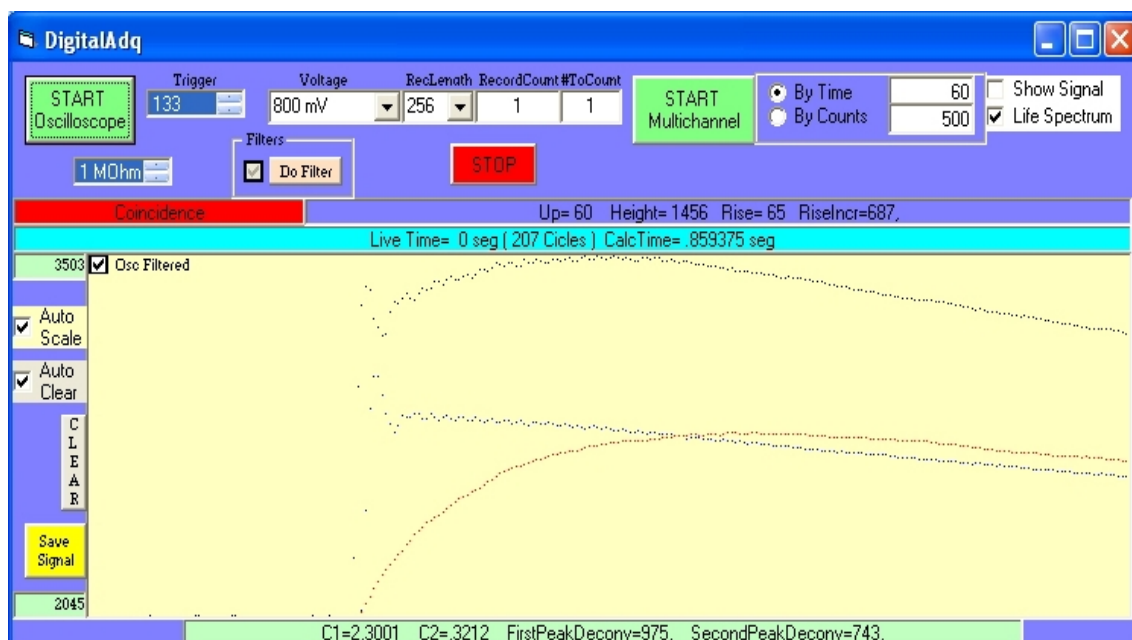 DigitalAdq
START Oscilloscope
Trigger
133
Voltage
800 mV
RecLength RecordCount #ToCount
256 1 1
START Multichannel
By Time 60
By Counts 500
Show Signal
Life Spectrum
1 MOhm
Filters
Do Filter
STOP
Coincidence
Up= 60 Height= 1456 Rise= 65 RiseIncr=687,
Live Time= 0 seg ( 207 Cicles ) CalcTime= .859375 seg
3503
Osc Filtered
Auto
Scale
Auto
Clear
C
L
E
A
R
Save
Signal
2045
C1=2.3001 C2=.3212 FirstPeakDeconv=975, SecondPeakDeconv=743,